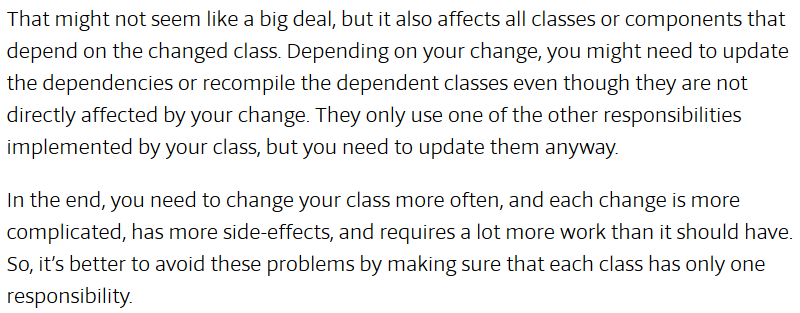 That might not seem like a big deal, but it also affects all classes or components that
depend on the changed class. Depending on your change, you might need to update
the dependencies or recompile the dependent classes even though they are not
directly affected by your change. They only use one of the other responsibilities
implemented by your class, but you need to update them anyway.
In the end, you need to change your class more often, and each change is more
complicated, has more side-effects, and requires a lot more work than it should have.
So, it's better to avoid these problems by making sure that each class has only one
responsibility.